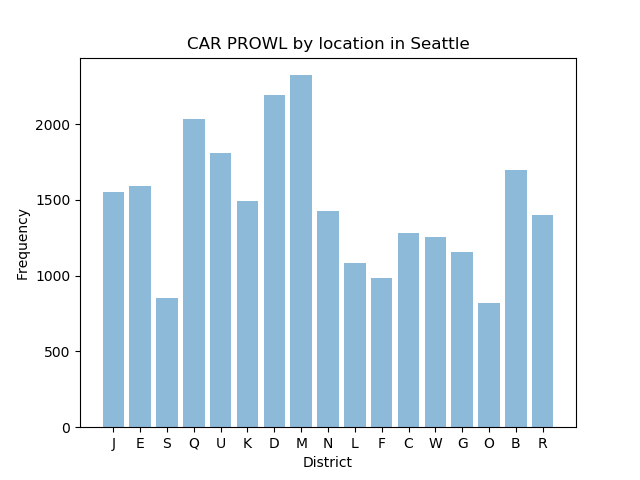 CAR PROWL by location in Seattle
Frequency
2000
1500
1000
500
0
J E S Q U K D M N L F C W G O B R
District